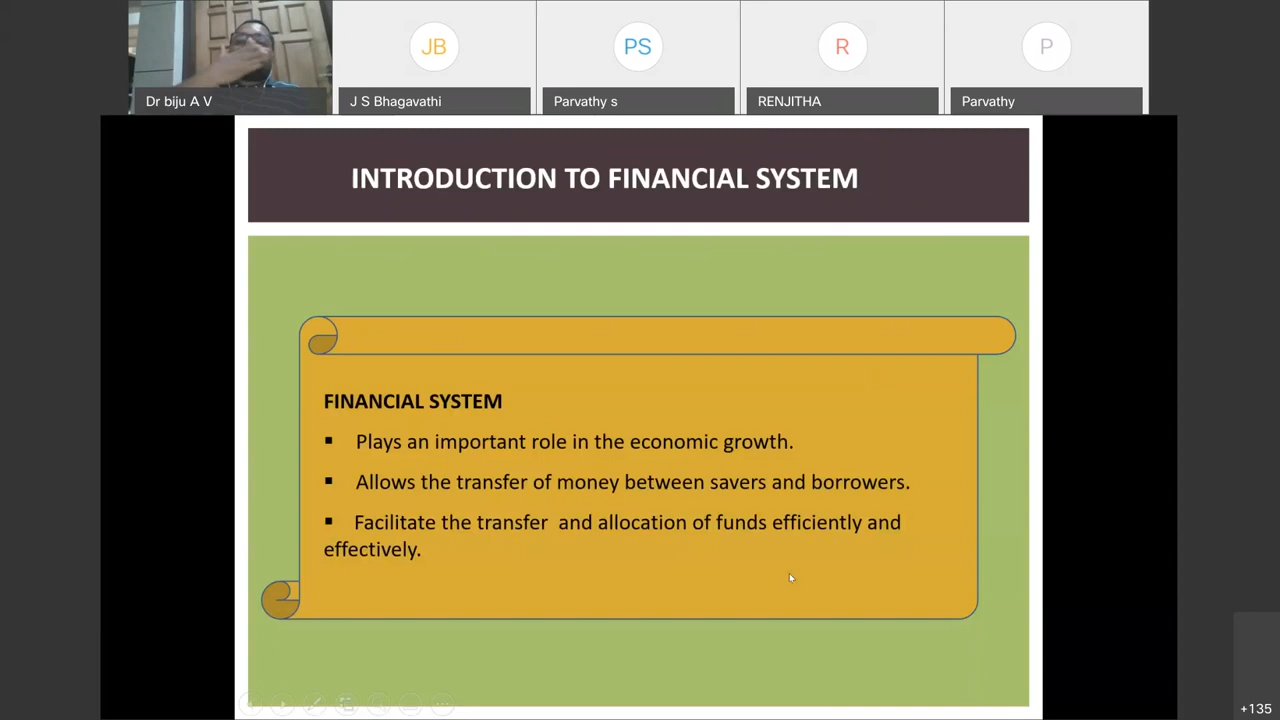 JB
PS
R
P
Dr biju A V
J S Bhagavathi
Parvathy s
RENJITHA
Parvathy
INTRODUCTION TO FINANCIAL SYSTEM
FINANCIAL SYSTEM
▪ Plays an important role in the economic growth.
▪ Allows the transfer of money between savers and borrowers.
▪ Facilitate the transfer and allocation of funds efficiently and
effectively.
+135